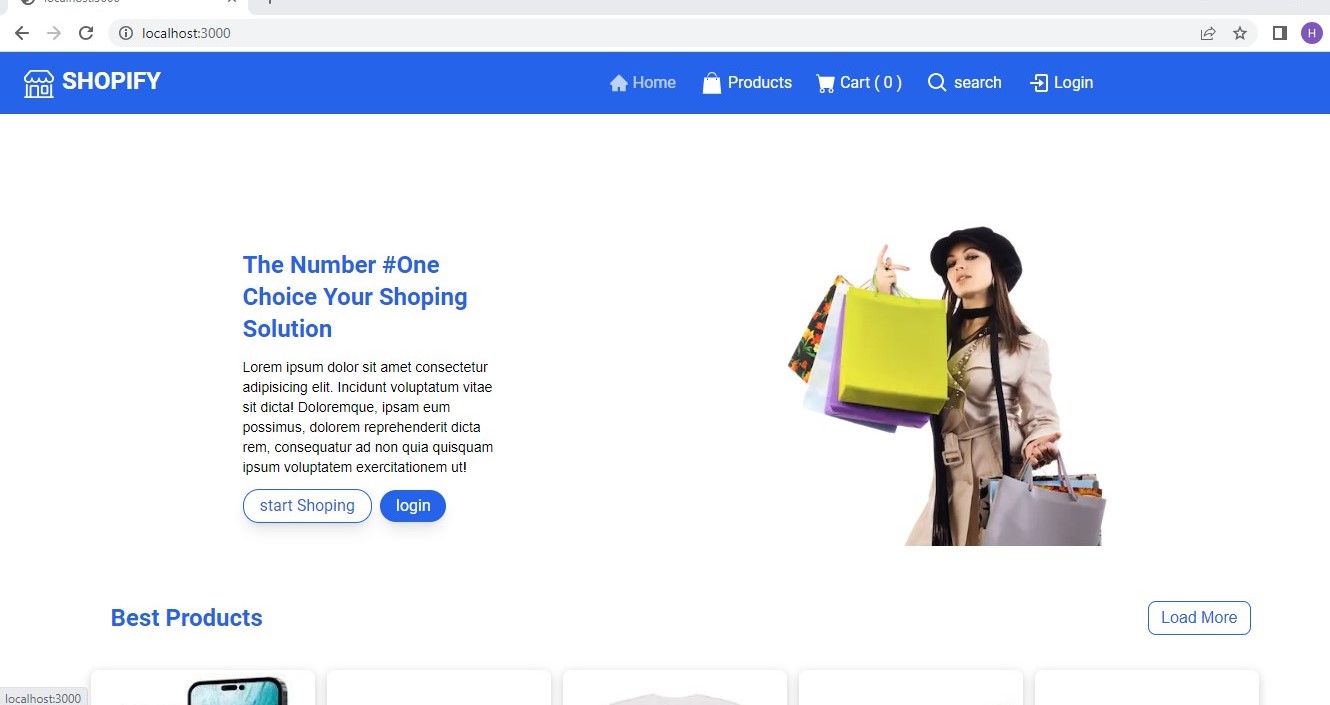 localhost:3000
localhost:3000
H
SHOPIFY
Home
Products
Cart ( 0 )
search
Login
The Number #One
Choice Your Shoping
Solution
Lorem ipsum dolor sit amet consectetur
adipisicing elit. Incidunt voluptatum vitae
sit dicta! Doloremque, ipsam eum
possimus, dolorem reprehenderit dicta
rem, consequatur ad non quia quisquam
ipsum voluptatem exercitationem ut!
start Shoping
login
Best Products
Load More
localhost:3000